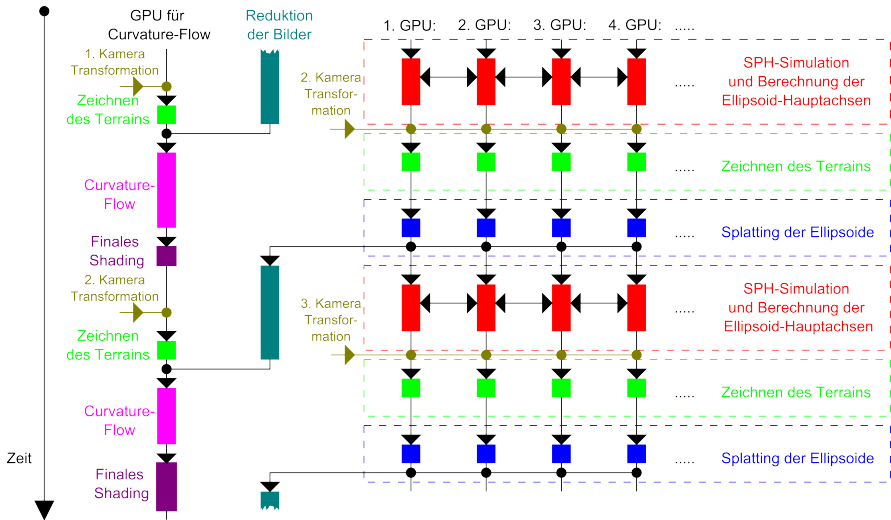 GPU für
Curvature-Flow
Reduktion
der Bilder
1. GPU:
2. GPU:
3. GPU:
4. GPU:
.....
1. Kamera
Transformation
Zeichnen
des Terrains
Curvature-
Flow
Finales
Shading
2. Kamera
Transformation
Zeichnen
des Terrains
Curvature-
Flow
Finales
Shading
Zeit
2. Kamera
Transfor-
mation
.....
SPH-Simulation
und Berechnung der
Ellipsoid-Hauptachsen
.....
Zeichnen des Terrains
.....
Splatting der Ellipsoide
3. Kamera
Transfor-
mation
.....
SPH-Simulation
und Berechnung der
Ellipsoid-Hauptachsen
.....
Zeichnen des Terrains
.....
Splatting der Ellipsoide